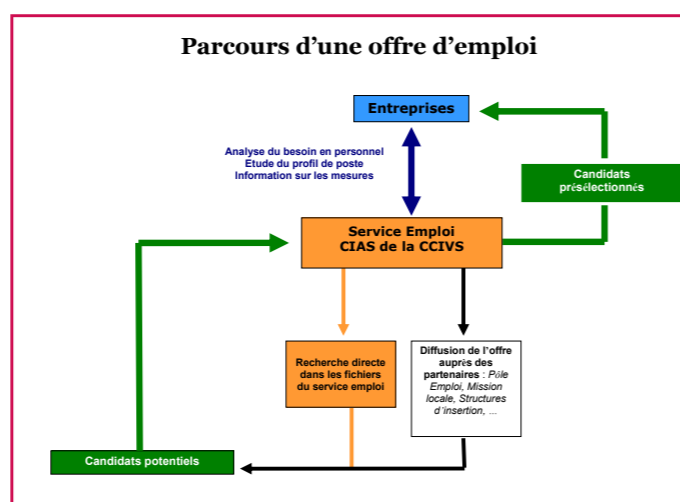 Parcours d’une offre d’emploi
Entreprises
Analyse du besoin en personnel
Etude du profil de poste
Information sur les mesures
Candidats
présélectionnés
Service Emploi
CIAS de la CCIVS
Recherche directe
dans les fichiers
du service emploi
Diffusion de l’offre
auprès des
partenaires : Pôle
Emploi, Mission
locale, Structures
d’insertion, ...
Candidats potentiels